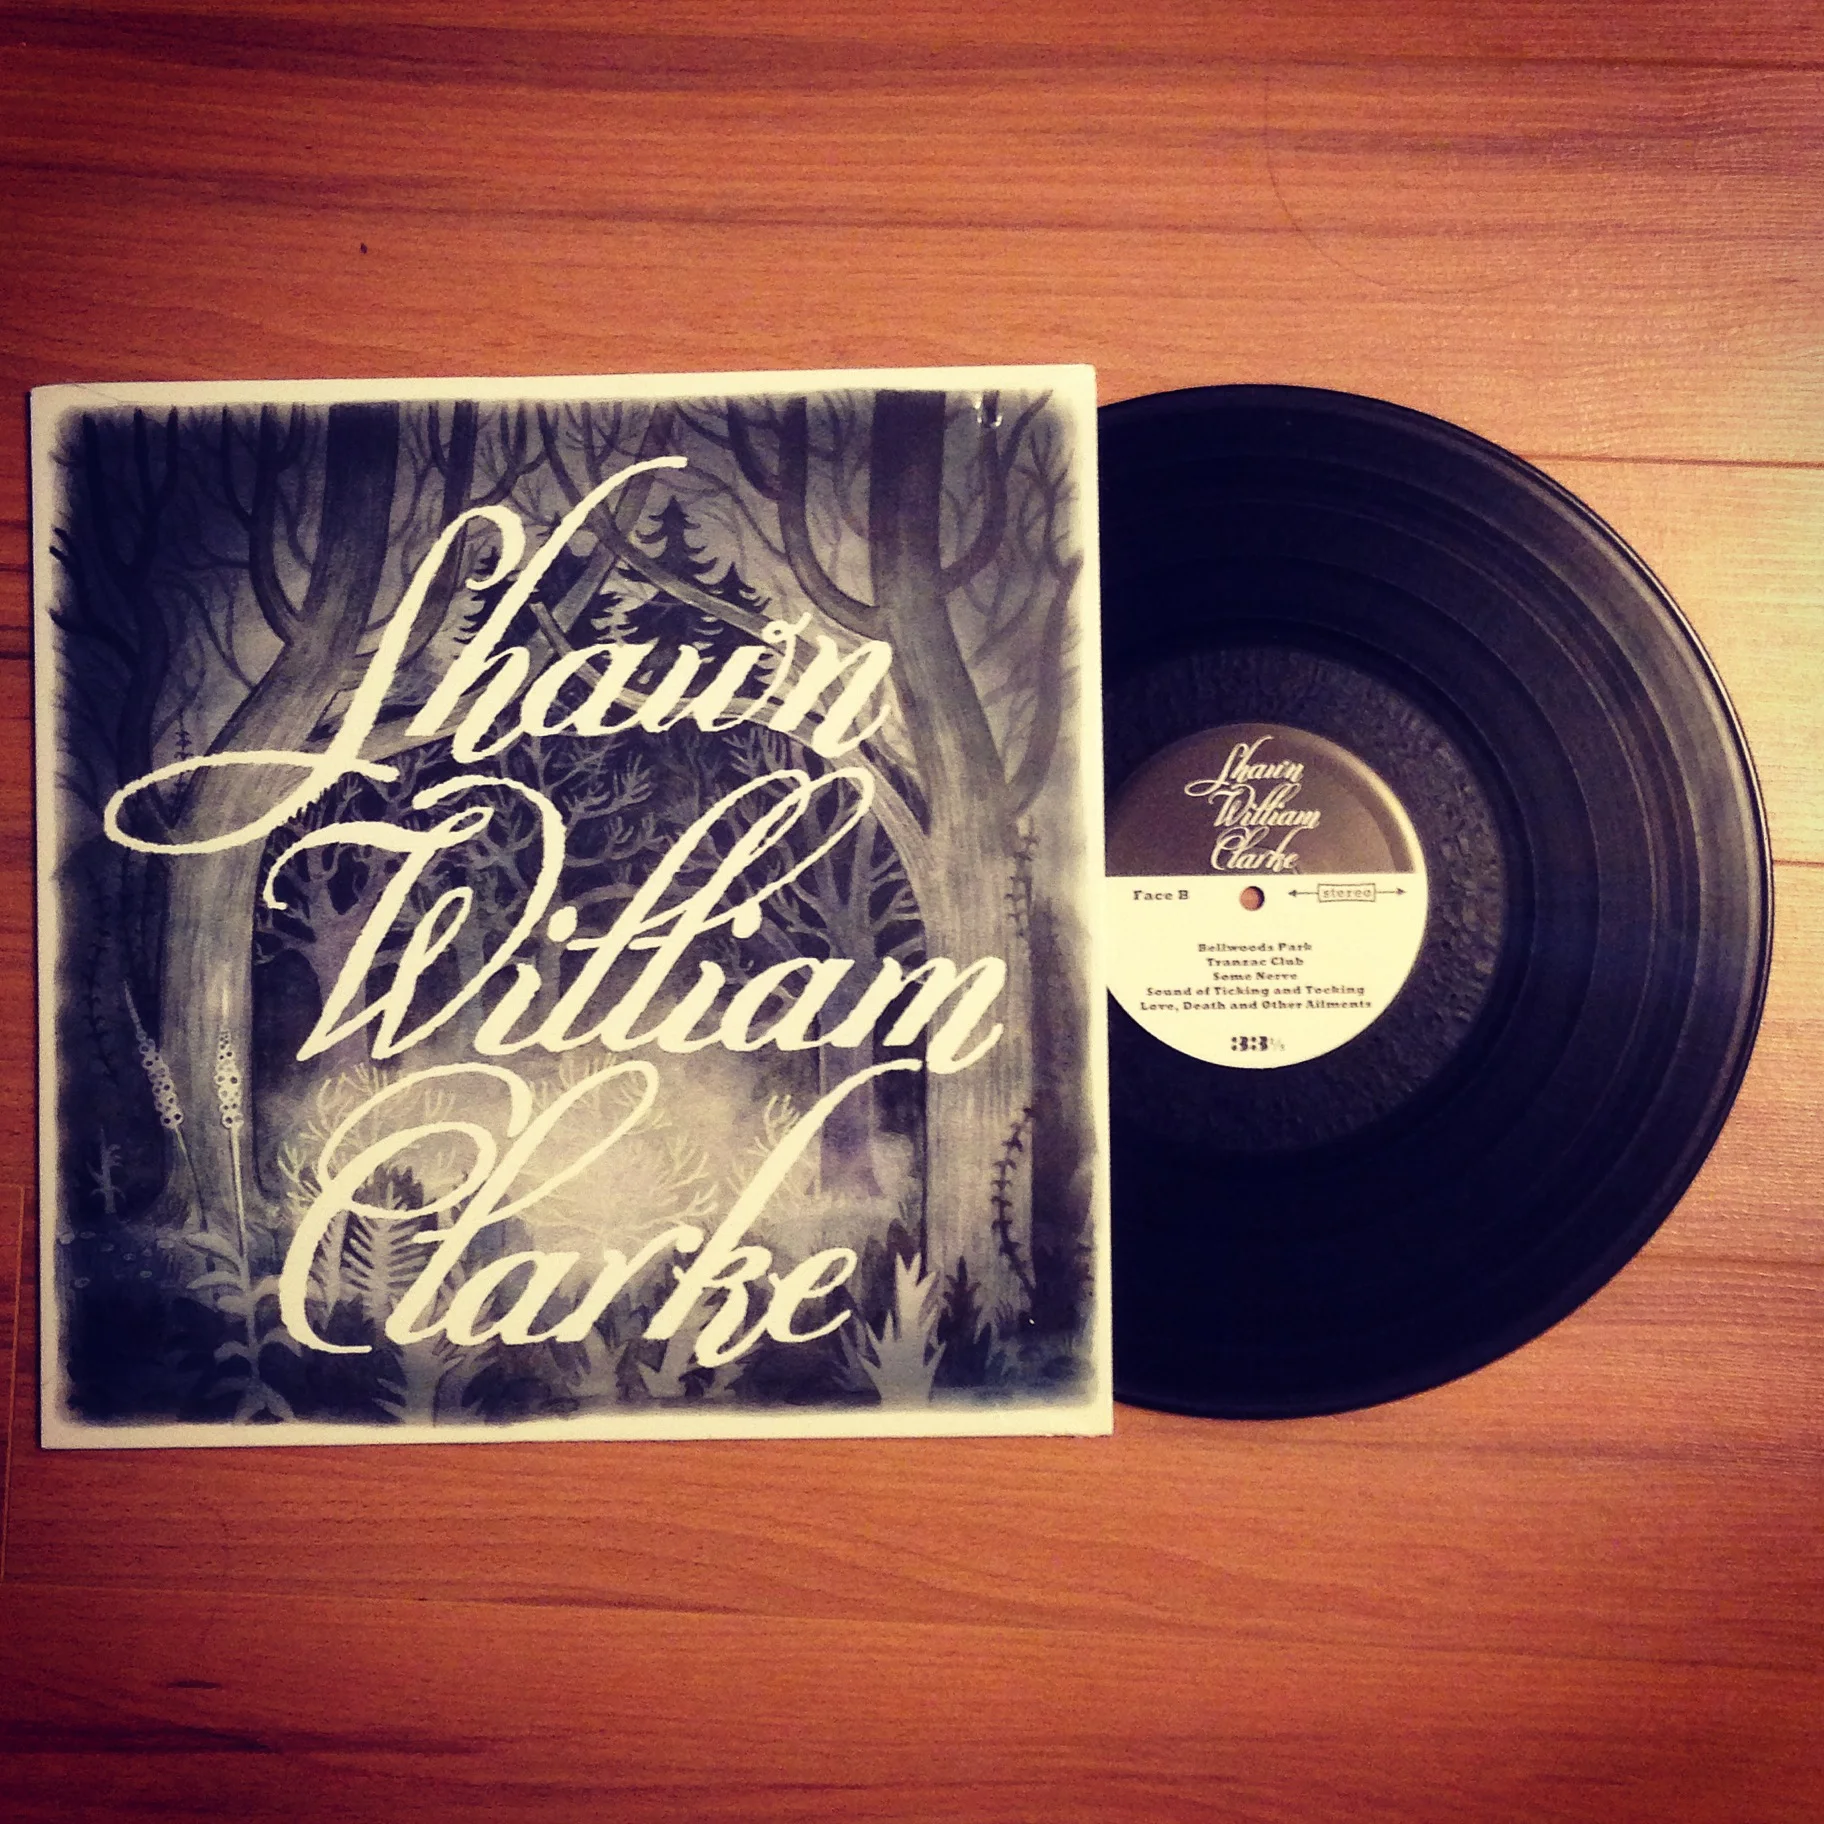 Shawn
William
Clarke
Shawn
William
Clarke
Face B
stereo
Bellwoods Park
Tranzac Club
Some Nerve
Sound of Ticking and Tocking
Love, Death and Other Ailments
33⅓